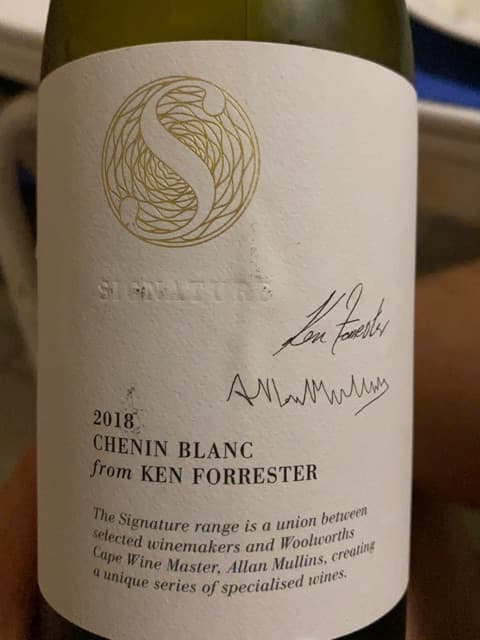 S
SIGNATURE
Ken Forrester
Allan Mullins
2018
CHENIN BLANC
from KEN FORRESTER
The Signature range is a union between
selected winemakers and Woolworths
Cape Wine Master, Allan Mullins, creating
a unique series of specialised wines.